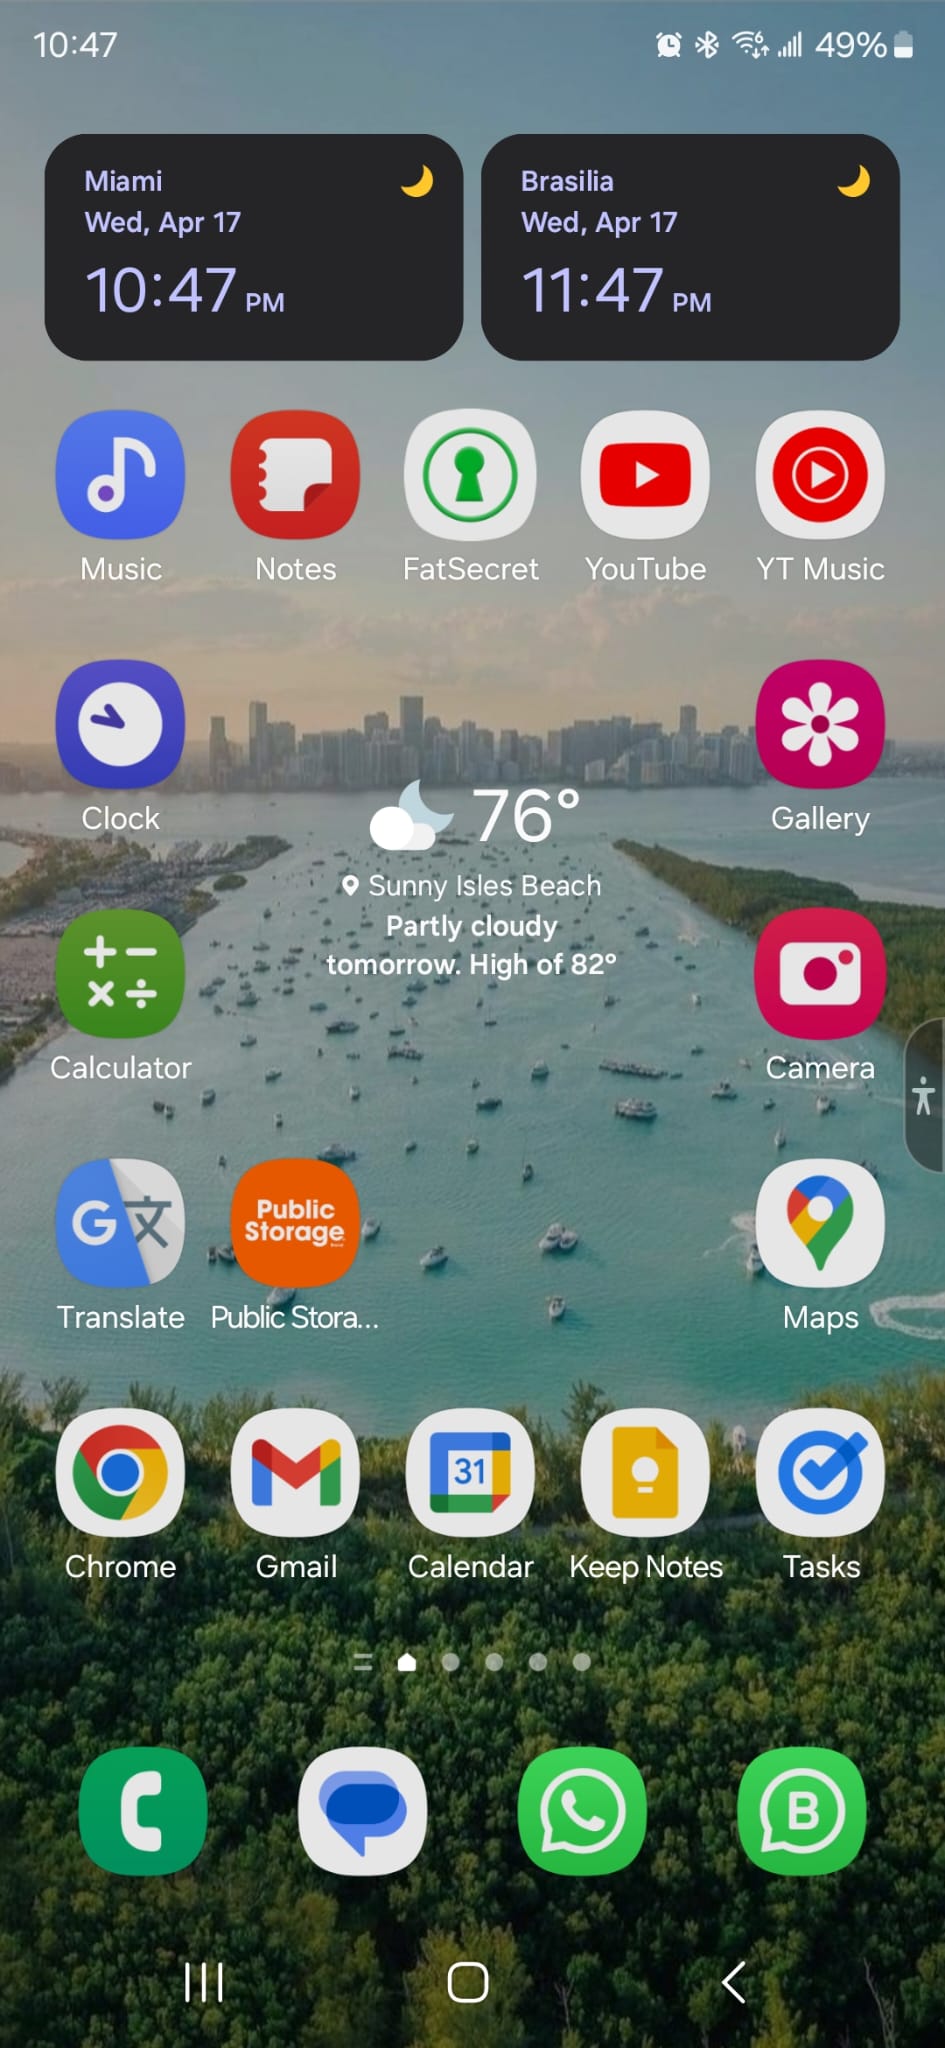 10:47
49%
Miami
Wed, Apr 17
10:47 PM
Brasilia
Wed, Apr 17
11:47 PM
Music
Notes
FatSecret
YouTube
YT Music
Clock
Gallery
76°
Sunny Isles Beach
Partly cloudy
tomorrow. High of 82°
Calculator
Camera
G文
Public
Storage
Translate
Public Stora...
Maps
31
Chrome
Gmail
Calendar
Keep Notes
Tasks
B